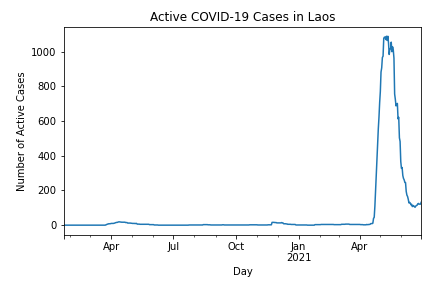 Active COVID-19 Cases in Laos
Number of Active Cases
1000
800
600
400
200
0
Apr
Jul
Oct
Jan
2021
Apr
Day